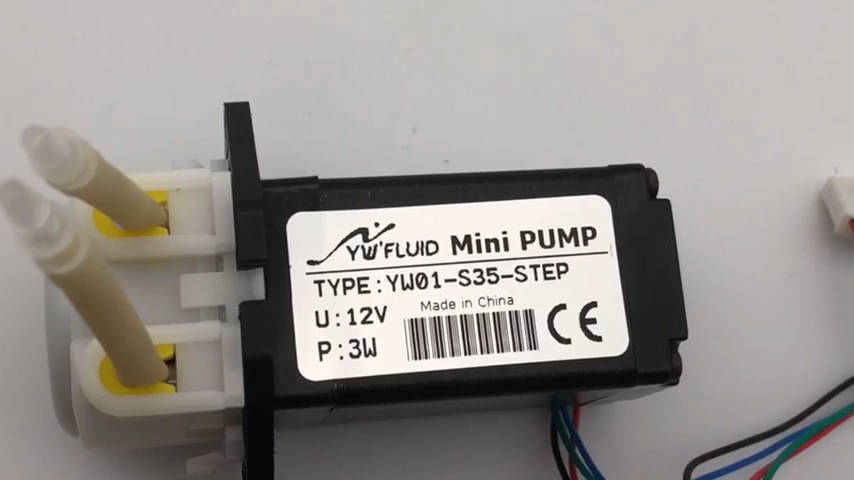 YW FLUID Mini PUMP
TYPE:YW01-S35-STEP
U:12V
Made in China
P:3W
CE